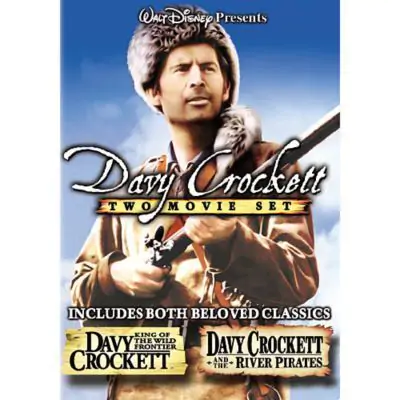 WALT DISNEY Presents
Davy Crockett
TWO MOVIE SET
INCLUDES BOTH BELOVED CLASSICS
DAVY CROCKETT
KING OF THE WILD FRONTIER
DAVY CROCKETT
AND THE RIVER PIRATES